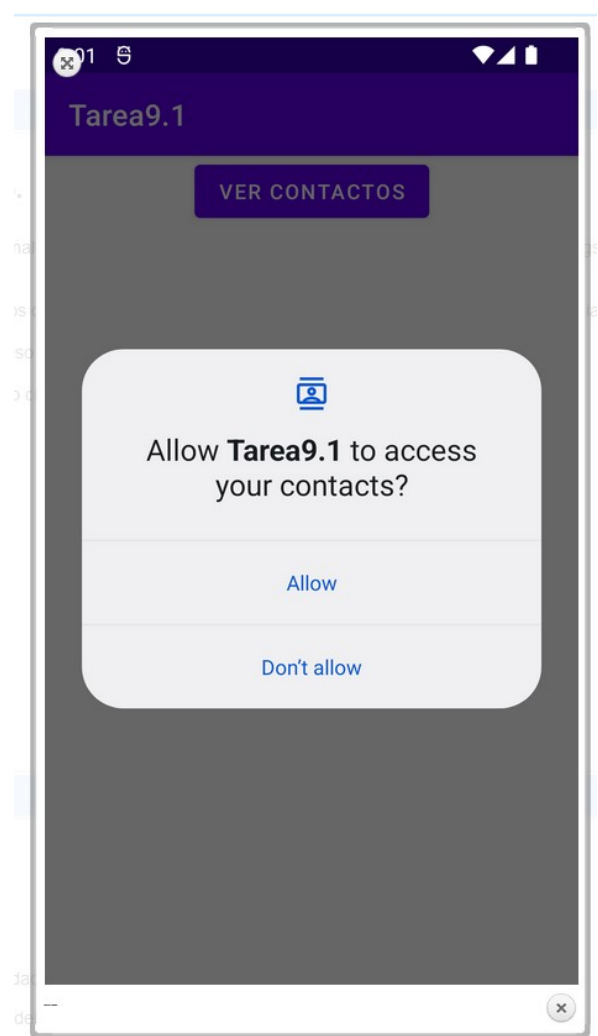 Tarea9.1
VER CONTACTOS
Allow Tarea9.1 to access
your contacts?
Allow
Don't allow